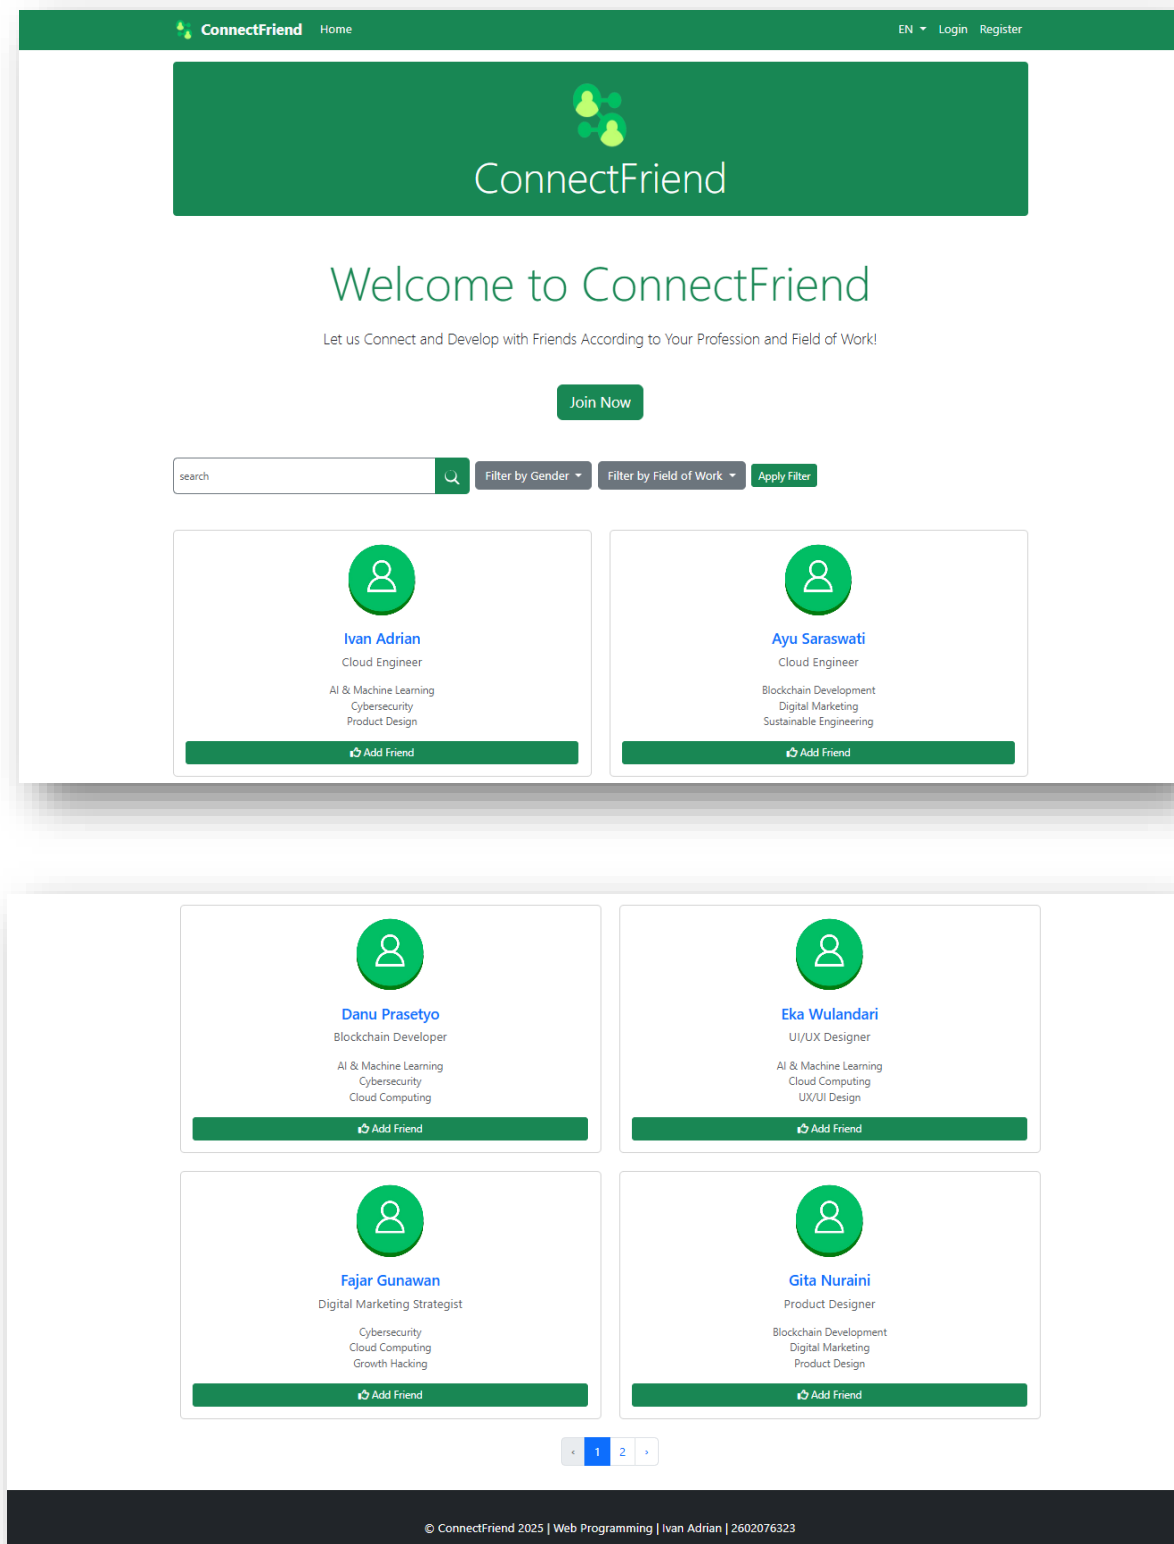 ConnectFriend Home EN Login Register
ConnectFriend
Welcome to ConnectFriend
Let us Connect and Develop with Friends According to Your Profession and Field of Work!
Join Now
search Filter by Gender Filter by Field of Work Apply Filter
Ivan Adrian
Cloud Engineer
AI & Machine Learning
Cybersecurity
Product Design
Add Friend
Ayu Saraswati
Cloud Engineer
Blockchain Development
Digital Marketing
Sustainable Engineering
Add Friend
Danu Prasetyo
Blockchain Developer
AI & Machine Learning
Cybersecurity
Cloud Computing
Add Friend
Eka Wulandari
UI/UX Designer
AI & Machine Learning
Cloud Computing
UX/UI Design
Add Friend
Fajar Gunawan
Digital Marketing Strategist
Cybersecurity
Cloud Computing
Growth Hacking
Add Friend
Gita Nuraini
Product Designer
Blockchain Development
Digital Marketing
Product Design
Add Friend
‹ 1 2 ›
© ConnectFriend 2025 | Web Programming | Ivan Adrian | 2602076323